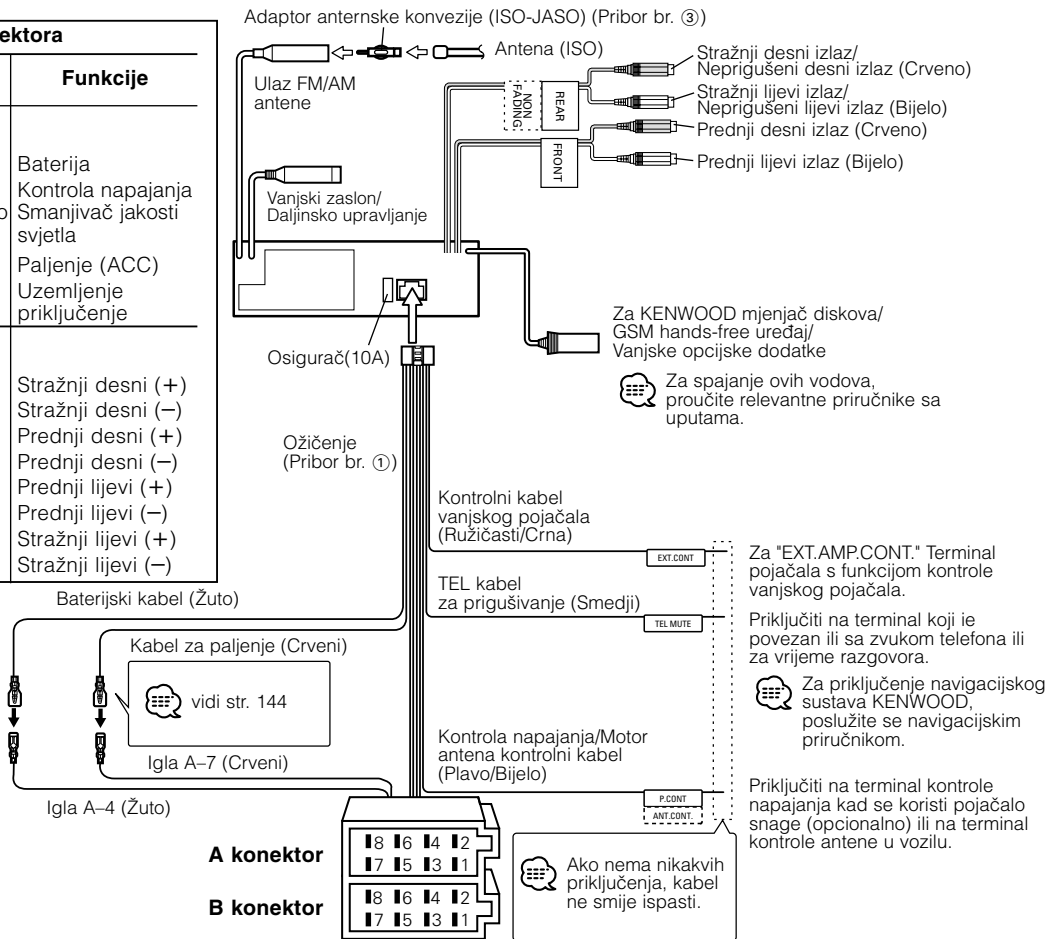 Adaptor anternske konvezije (ISO-JASO) (Pribor br. ③)
Antena (ISO)
Ulaz FM/AM
antene
NON
FADING
REAR
FRONT
Stražnji desni izlaz/
Neprigušeni desni izlaz (Crveno)
Stražnji lijevi izlaz/
Neprigušeni lijevi izlaz (Bijelo)
Prednji desni izlaz (Crveno)
Prednji lijevi izlaz (Bijelo)
ektora
Funkcije
Baterija
Kontrola napajanja
o Smanjivač jakosti
svjetla
Paljenje (ACC)
Uzemljenje
priključenje
Stražnji desni (+)
Stražnji desni (−)
Prednji desni (+)
Prednji desni (−)
Prednji lijevi (+)
Prednji lijevi (−)
Stražnji lijevi (+)
Stražnji lijevi (−)
Vanjski zaslon/
Daljinsko upravljanje
Osigurač(10A)
Za KENWOOD mjenjač diskova/
GSM hands-free uređaj/
Vanjske opcijske dodatke
Za spajanje ovih vodova,
proučite relevantne priručnike sa
uputama.
Ožičenje
(Pribor br. ①)
Kontrolni kabel
vanjskog pojačala
(Ružičasti/Crna)
EXT.CONT
Za "EXT.AMP.CONT." Terminal
pojačala s funkcijom kontrole
vanjskog pojačala.
TEL kabel
za prigušivanje (Smedji)
TEL MUTE
Priključiti na terminal koji ie
povezan ili sa zvukom telefona ili
za vrijeme razgovora.
Za priključenje navigacijskog
sustava KENWOOD,
poslužite se navigacijskim
priručnikom.
Baterijski kabel (Žuto)
Kabel za paljenje (Crveni)
vidi str. 144
Igla A–7 (Crveni)
Igla A–4 (Žuto)
Kontrola napajanja/Motor
antena kontrolni kabel
(Plavo/Bijelo)
P.CONT
ANT.CONT.
Priključiti na terminal kontrole
napajanja kad se koristi pojačalo
snage (opcionalno) ili na terminal
kontrole antene u vozilu.
Ako nema nikakvih
priključenja, kabel
ne smije ispasti.
A konektor
8 6 4 2
7 5 3 1
B konektor
8 6 4 2
7 5 3 1